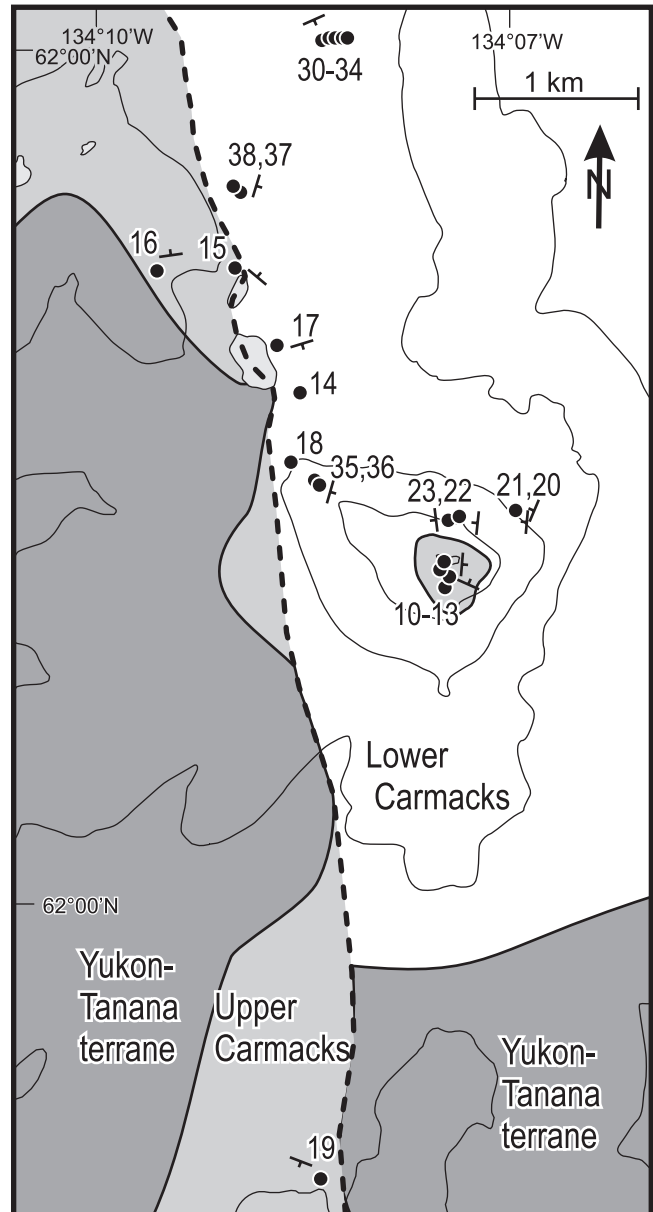 134°10'W
134°07'W
62°00'N
30-34
1 km
N
38,37
16
15
17
14
18
35,36
23,22
21,20
10-13
Lower
Carmacks
62°00'N
Yukon-
Tanana
terrane
Upper
Carmacks
Yukon-
Tanana
terrane
19